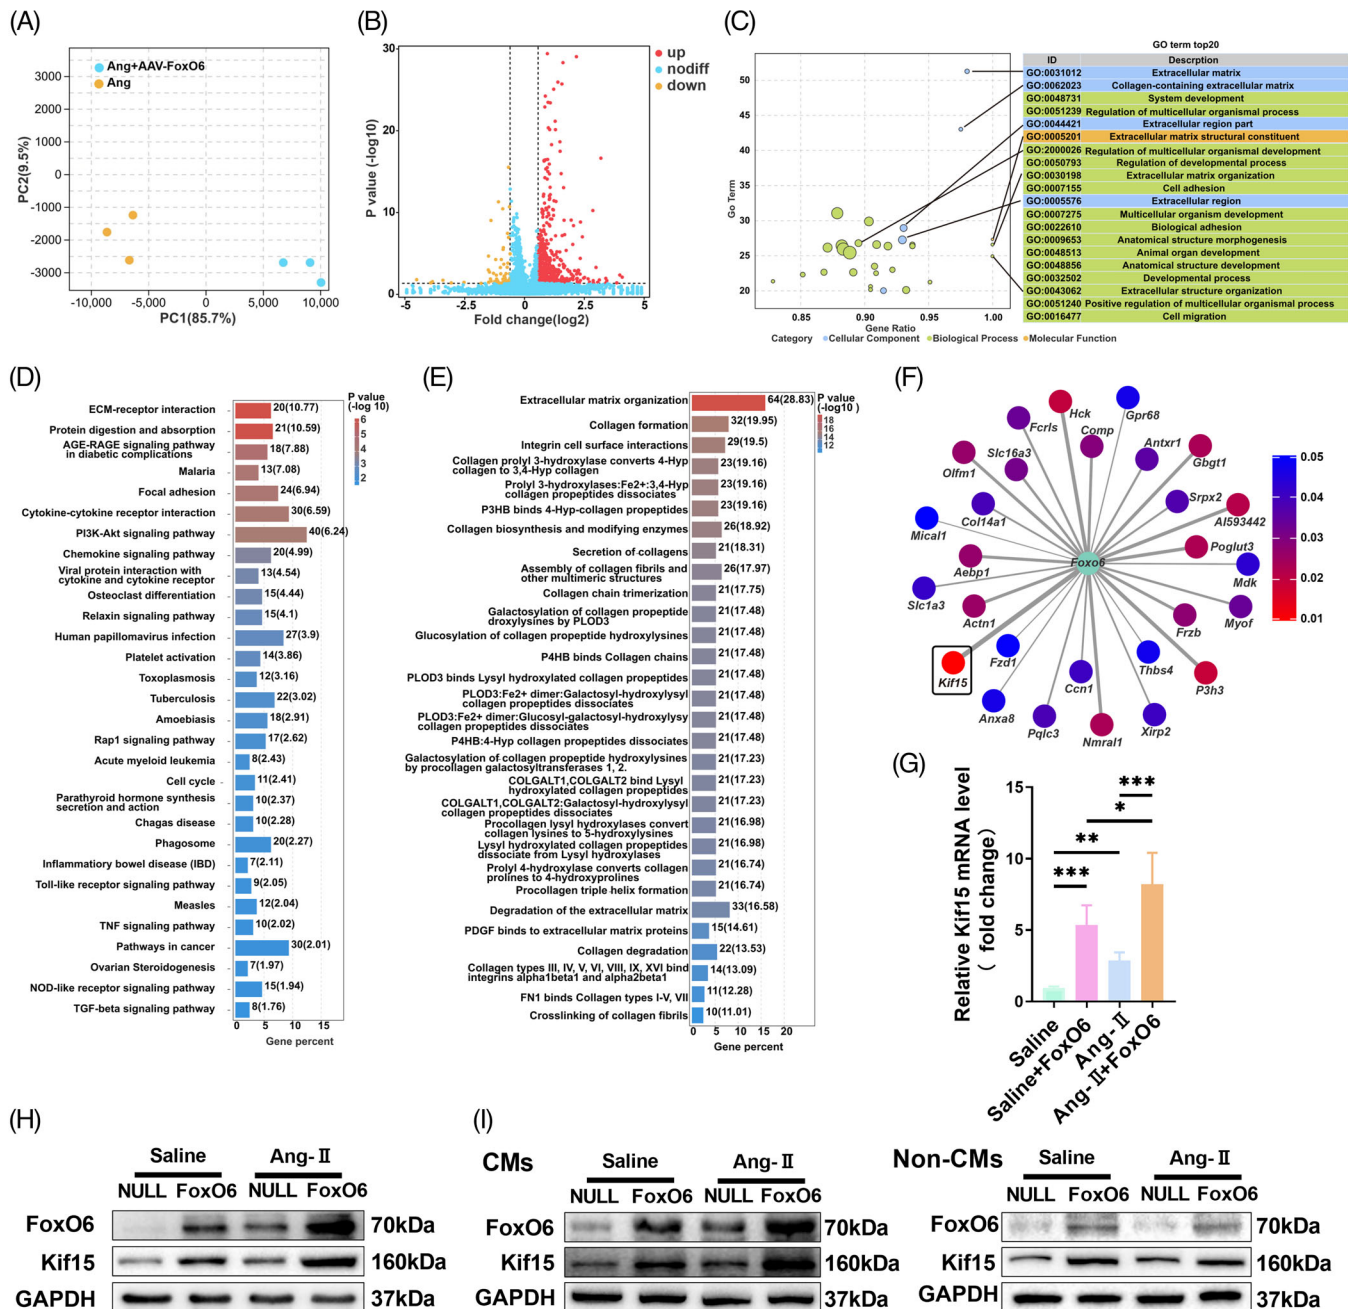 (A)
Ang+AAV-FoxO6
Ang
PC2(9.5%)
3000
2000
1000
0
-1000
-2000
-3000
-10,000
-5000
0
5,000
10,000
PC1(85.7%)
(B)
up
nodiff
down
P value (-log10)
30
20
10
0
-5
-2.5
0
2.5
5
Fold change(log2)
(C)
GO term top20
ID Descrption
GO:0031012 Extracellular matrix
GO:0062023 Collagen-containing extracellular matrix
GO:0048731 System development
GO:0051239 Regulation of multicellular organismal process
GO:0044421 Extracellular region part
GO:0005201 Extracellular matrix structural constituent
GO:2000026 Regulation of multicellular organismal development
GO:0050793 Regulation of developmental process
GO:0030198 Extracellular matrix organization
GO:0007155 Cell adhesion
GO:0005576 Extracellular region
GO:0007275 Multicellular organism development
GO:0022610 Biological adhesion
GO:0009653 Anatomical structure morphogenesis
GO:0048513 Animal organ development
GO:0048856 Anatomical structure development
GO:0032502 Developmental process
GO:0043062 Extracellular structure organization
GO:0051240 Positive regulation of multicellular organismal process
GO:0016477 Cell migration
Go Term
50
45
40
35
30
25
20
0.85
0.90
0.95
1.00
Gene Ratio
Category Cellular Component Biological Process Molecular Function
(D)
P value
(-log 10)
6
5
4
3
2
ECM-receptor interaction 20(10.77)
Protein digestion and absorption 21(10.59)
AGE-RAGE signaling pathway
in diabetic complications 18(7.88)
Malaria 13(7.08)
Focal adhesion 24(6.94)
Cytokine-cytokine receptor interaction 30(6.59)
PI3K-Akt signaling pathway 40(6.24)
Chemokine signaling pathway 20(4.99)
Viral protein interaction with
cytokine and cytokine receptor 13(4.54)
Osteoclast differentiation 15(4.44)
Relaxin signaling pathway 15(4.1)
Human papillomavirus infection 27(3.9)
Platelet activation 14(3.86)
Toxoplasmosis 12(3.16)
Tuberculosis 22(3.02)
Amoebiasis 18(2.91)
Rap1 signaling pathway 17(2.62)
Acute myeloid leukemia 8(2.43)
Cell cycle 11(2.41)
Parathyroid hormone synthesis
secretion and action 10(2.37)
Chagas disease 10(2.28)
Phagosome 20(2.27)
Inflammatory bowel disease (IBD) 7(2.11)
Toll-like receptor signaling pathway 9(2.05)
Measles 12(2.04)
TNF signaling pathway 10(2.02)
Pathways in cancer 30(2.01)
Ovarian Steroidogenesis 7(1.97)
NOD-like receptor signaling pathway 15(1.94)
TGF-beta signaling pathway 8(1.76)
0 5 10 15
Gene percent
(E)
P value
(-log10 )
18
16
14
12
Extracellular matrix organization 64(28.83)
Collagen formation 32(19.95)
Integrin cell surface interactions 29(19.5)
Collagen prolyl 3-hydroxylase converts 4-Hyp
collagen to 3,4-Hyp collagen 23(19.16)
Prolyl 3-hydroxylases:Fe2+:3,4-Hyp
collagen propeptides dissociates 23(19.16)
P3HB binds 4-Hyp-collagen propeptides 23(19.16)
Collagen biosynthesis and modifying enzymes 26(18.92)
Secretion of collagens 21(18.31)
Assembly of collagen fibrils and
other multimeric structures 26(17.97)
Collagen chain trimerization 21(17.75)
Galactosylation of collagen propeptide
droxylysines by PLOD3 21(17.48)
Glucosylation of collagen propeptide hydroxylysines 21(17.48)
P4HB binds Collagen chains 21(17.48)
PLOD3 binds Lysyl hydroxylated collagen propeptides 21(17.48)
PLOD3:Fe2+ dimer:Galactosyl-hydroxylysyl
collagen propeptides dissociates 21(17.48)
PLOD3:Fe2+ dimer:Glucosyl-galactosyl-hydroxylysy
collagen propeptides dissociates 21(17.48)
P4HB:4-Hyp collagen propeptides dissociates 21(17.48)
Galactosylation of collagen propeptide hydroxylysines
by procollagen galactosyltransferases 1, 2. 21(17.23)
COLGALT1,COLGALT2 bind Lysyl
hydroxylated collagen propeptides 21(17.23)
COLGALT1,COLGALT2:Galactosyl-hydroxylysyl
collagen propeptides dissociates 21(17.23)
Procollagen lysyl hydroxylases convert
collagen lysines to 5-hydroxylysines 21(16.98)
Lysyl hydroxylated collagen propeptides
dissociate from Lysyl hydroxylases 21(16.98)
Prolyl 4-hydroxylase converts collagen
prolines to 4-hydroxyprolines 21(16.74)
Procollagen triple helix formation 21(16.74)
Degradation of the extracellular matrix 33(16.58)
PDGF binds to extracellular matrix proteins 15(14.61)
Collagen degradation 22(13.53)
Collagen types III, IV, V, VI, VIII, IX, XVI bind
integrins alpha1beta1 and alpha2beta1 14(13.09)
FN1 binds Collagen types I-V, VII 11(12.28)
Crosslinking of collagen fibrils 10(11.01)
0 5 10 15 20
Gene percent
(F)
Hck
Gpr68
Fcrls
Comp
Antxr1
Gbgt1
Slc16a3
Olfm1
Srpx2
AI593442
Col14a1
Mical1
Poglut3
Foxo6
Aebp1
Mdk
Slc1a3
Actn1
Frzb
Myof
Kif15
Fzd1
Thbs4
P3h3
Ccn1
Anxa8
Pqlc3
Nmral1
Xirp2
0.05
0.04
0.03
0.02
0.01
(G)
Relative Kif15 mRNA level
( fold change)
15
10
5
0
***
*
**
***
Saline
Saline+FoxO6
Ang-Ⅱ
Ang-Ⅱ+FoxO6
(H)
Saline Ang-Ⅱ
NULL FoxO6 NULL FoxO6
FoxO6 70kDa
Kif15 160kDa
GAPDH 37kDa
(I)
CMs Saline Ang-Ⅱ
NULL FoxO6 NULL FoxO6
FoxO6 70kDa
Kif15 160kDa
GAPDH 37kDa
Non-CMs Saline Ang-Ⅱ
NULL FoxO6 NULL FoxO6
FoxO6 70kDa
Kif15 160kDa
GAPDH 37kDa